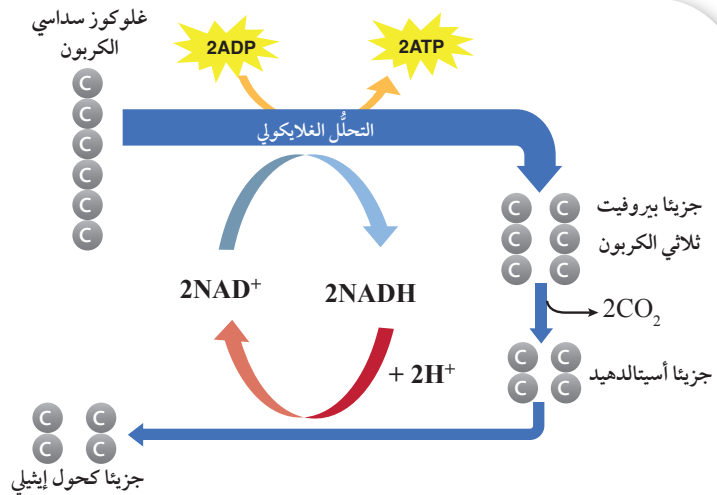 غلوكوز سداسي
الكربون
2ADP
2ATP
C
C
C
C
C
C
التحلُّل الغلايكولي
جزيئا بيروفيت
ثلاثي الكربون
C C
C C
C C
2NAD⁺
2NADH
+ 2H⁺
2CO₂
جزيئا أسيتالدهيد
C C
C C
C C
C C
جزيئا كحول إيثيلي